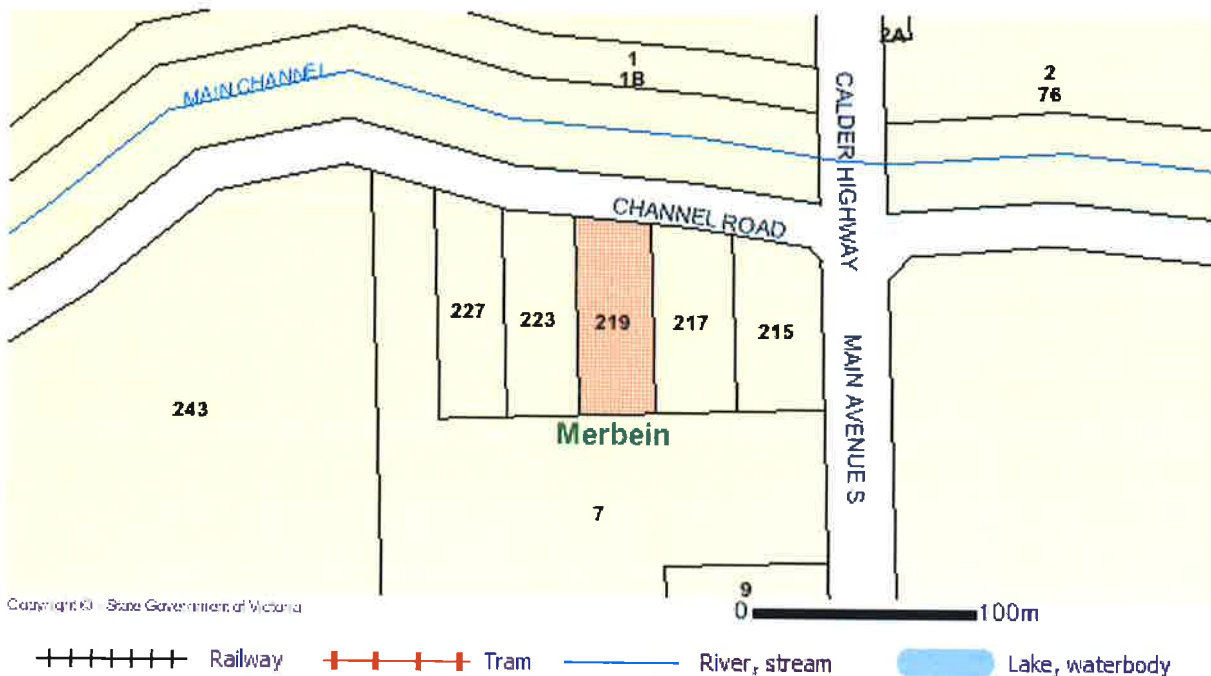 2A
1
1B
2
76
MAIN CHANNEL
CALDER HIGHWAY
CHANNEL ROAD
227
223
219
217
215
MAIN AVENUE S
243
Merbein
7
9
Copyright © - State Government of Victoria
0 100m
Railway Tram River, stream Lake, waterbody